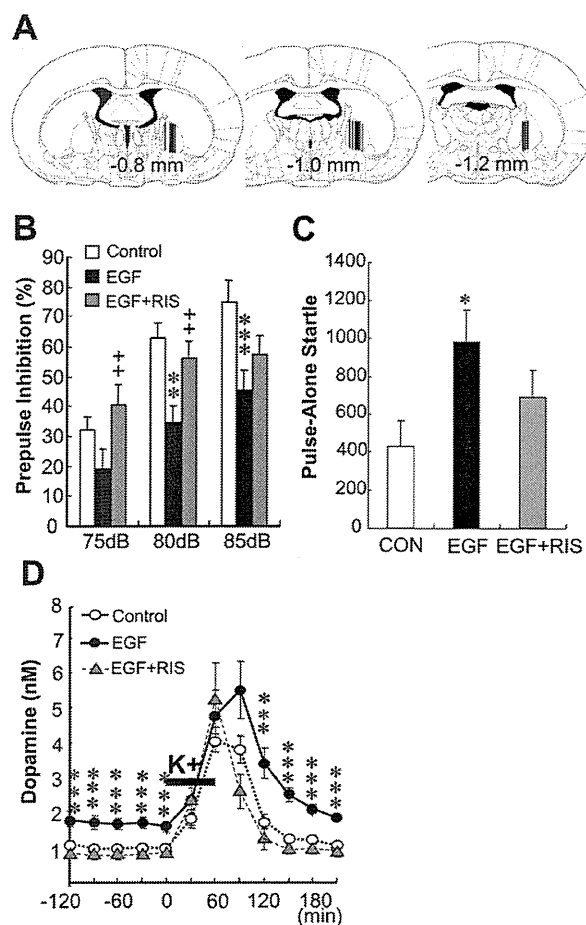 A
-0.8 mm
-1.0 mm
-1.2 mm
B
Control
EGF
EGF+RIS
Prepulse Inhibition (%)
90
80
70
60
50
40
30
20
10
0
++
**
++
***
75dB
80dB
85dB
C
Pulse-Alone Startle
1400
1200
1000
800
600
400
200
0
*
CON
EGF
EGF+RIS
D
Control
EGF
EGF+RIS
Dopamine (nM)
8
7
6
5
4
3
2
1
K+
***
***
***
***
***
***
***
***
***
-120
-60
0
60
120
180
(min)